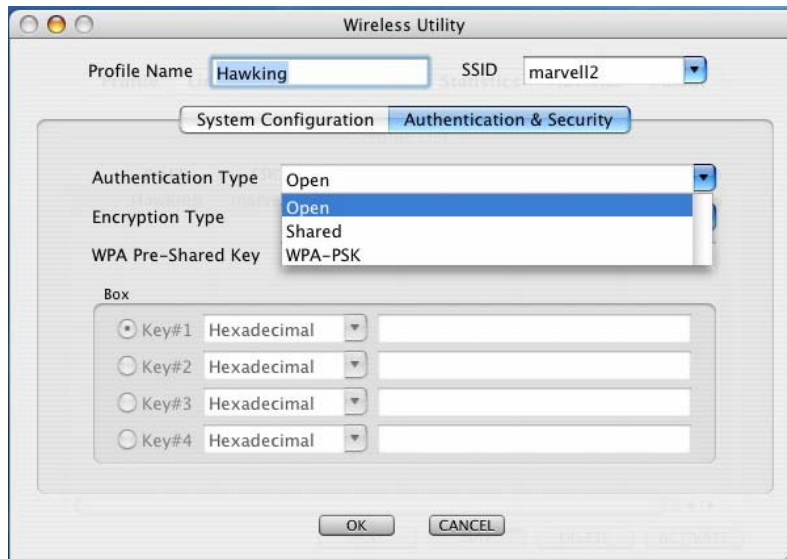 Wireless Utility
Profile Name Hawking SSID marvell2
System Configuration Authentication & Security
Authentication Type Open
Open
Encryption Type
Shared
WPA Pre-Shared Key WPA-PSK
Box
Key#1 Hexadecimal
Key#2 Hexadecimal
Key#3 Hexadecimal
Key#4 Hexadecimal
OK CANCEL